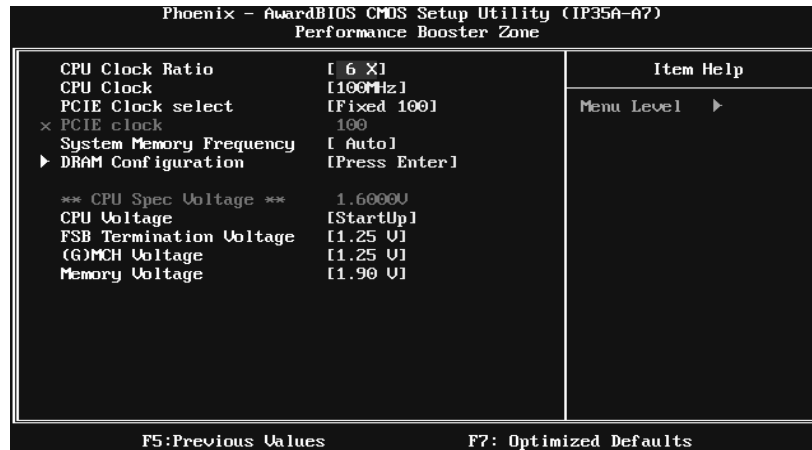 Phoenix - AwardBIOS CMOS Setup Utility (IP35A-A7)
Performance Booster Zone
CPU Clock Ratio [ 6 X]
CPU Clock [100MHz]
PCIE Clock select [Fixed 100]
x PCIE clock 100
System Memory Frequency [ Auto]
▶ DRAM Configuration [Press Enter]
** CPU Spec Voltage ** 1.6000V
CPU Voltage [StartUp]
FSB Termination Voltage [1.25 V]
(G)MCH Voltage [1.25 V]
Memory Voltage [1.90 V]
Item Help
Menu Level ▶
F5:Previous Values F7: Optimized Defaults